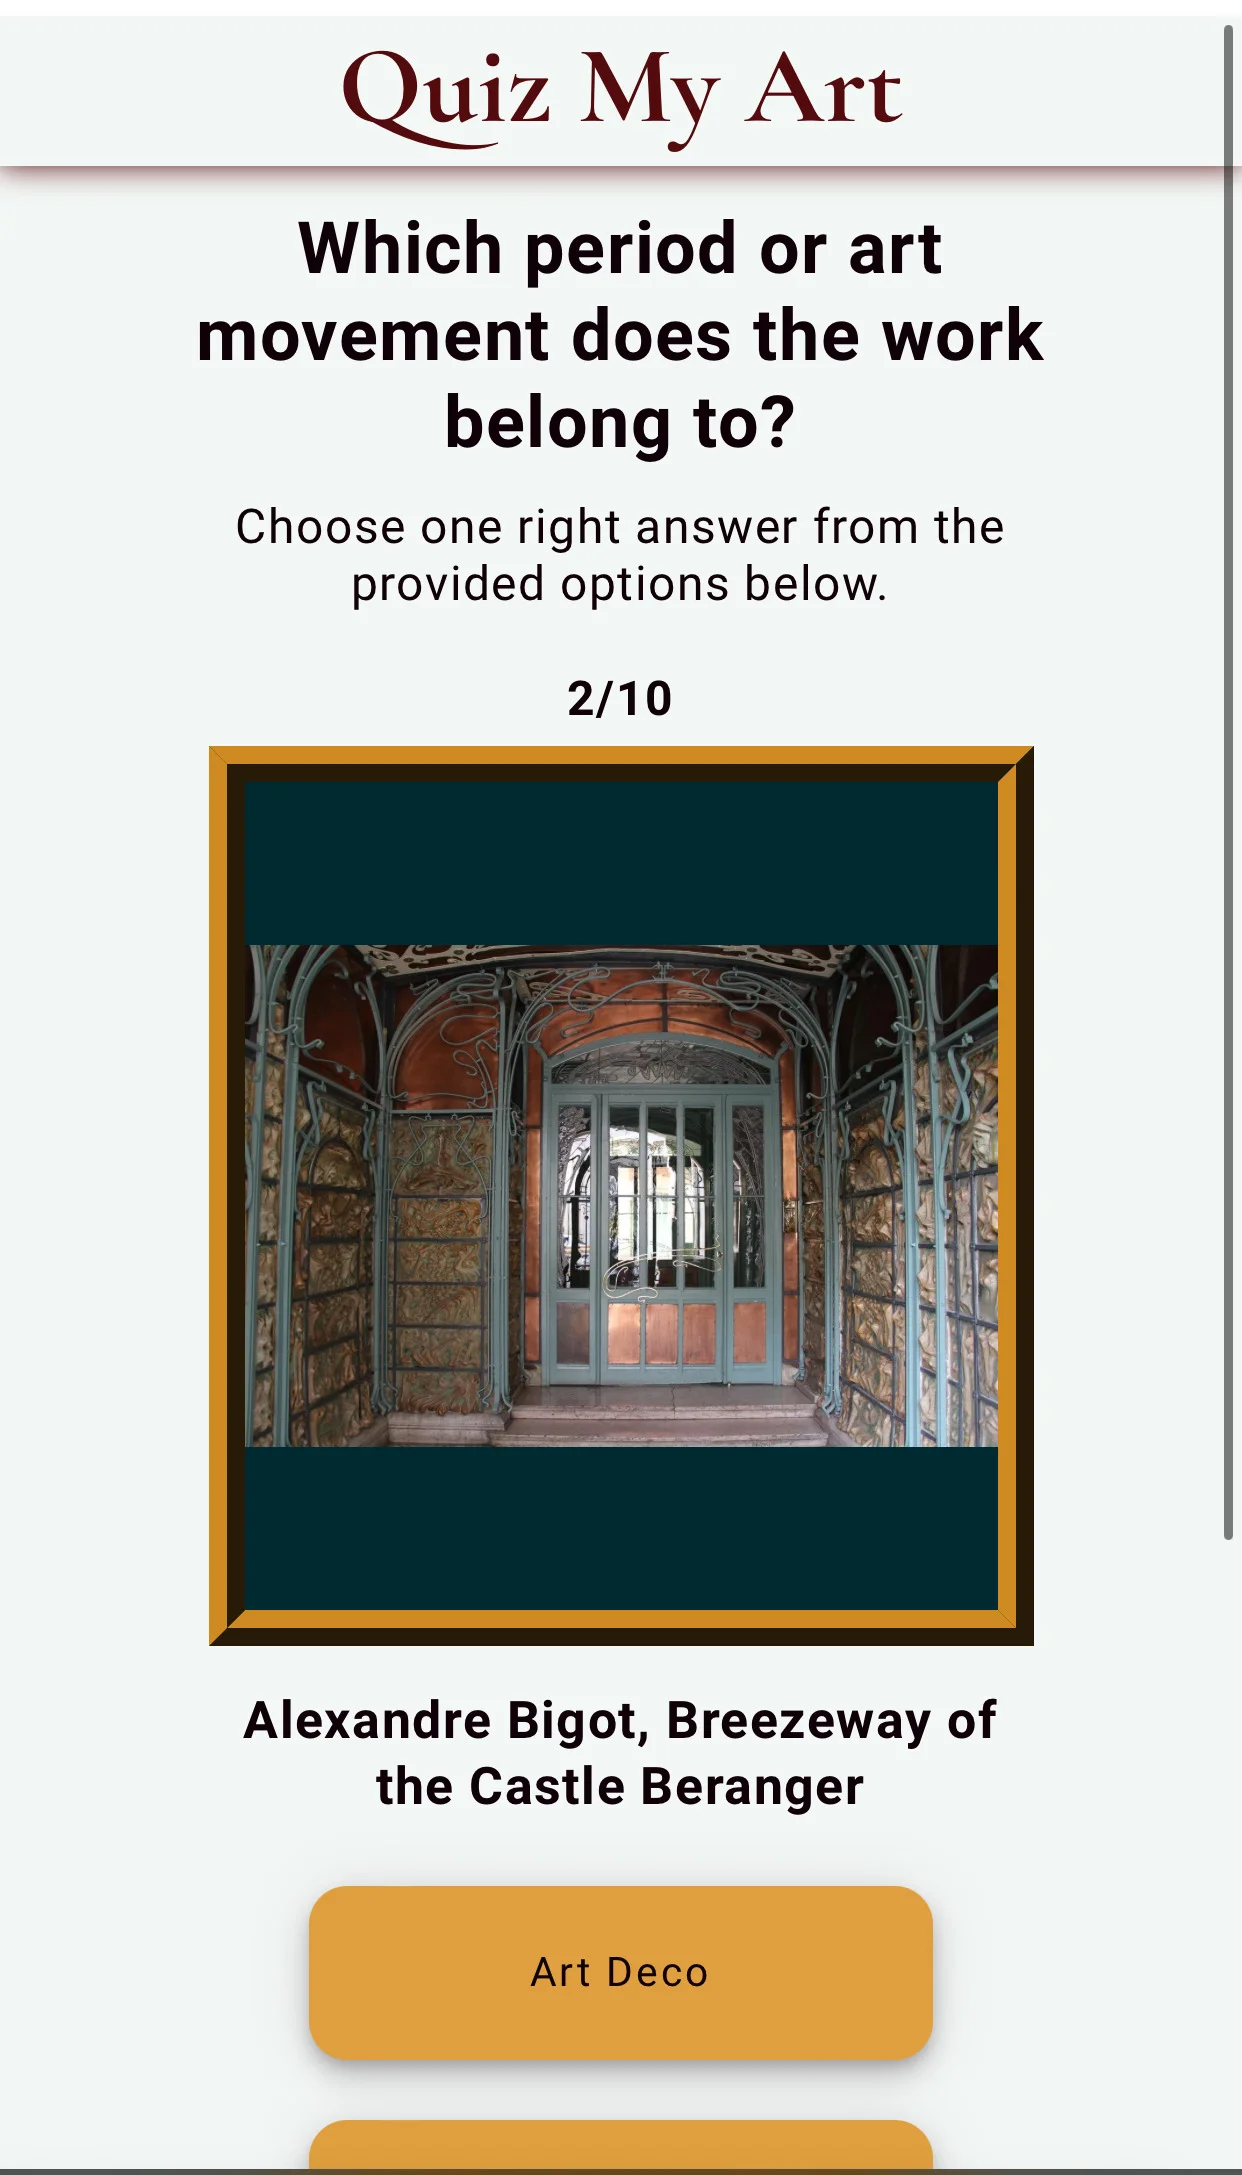 Quiz My Art
Which period or art
movement does the work
belong to?
Choose one right answer from the
provided options below.
2/10
Alexandre Bigot, Breezeway of
the Castle Beranger
Art Deco